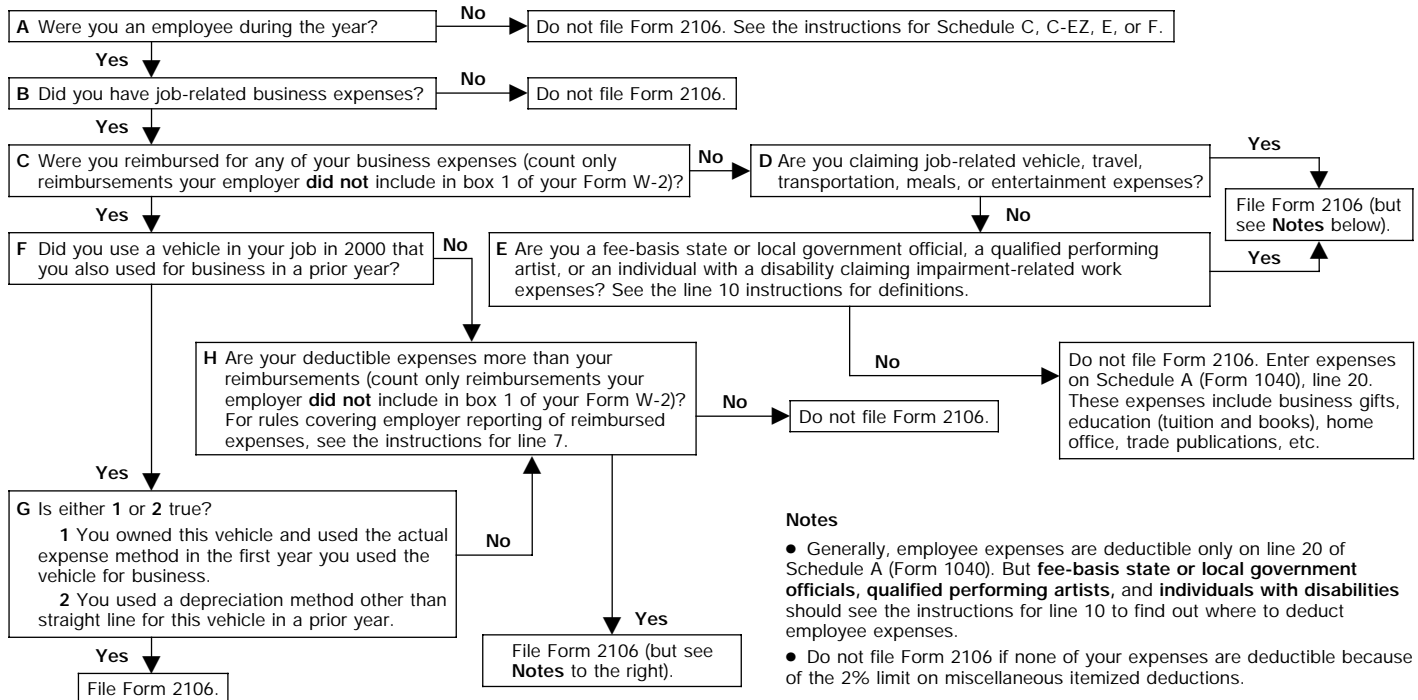 A Were you an employee during the year?
No
Do not file Form 2106. See the instructions for Schedule C, C-EZ, E, or F.
Yes
B Did you have job-related business expenses?
No
Do not file Form 2106.
Yes
C Were you reimbursed for any of your business expenses (count only
reimbursements your employer did not include in box 1 of your Form W-2)?
No
D Are you claiming job-related vehicle, travel,
transportation, meals, or entertainment expenses?
Yes
File Form 2106 (but
see Notes below).
Yes
No
F Did you use a vehicle in your job in 2000 that
you also used for business in a prior year?
No
E Are you a fee-basis state or local government official, a qualified performing
artist, or an individual with a disability claiming impairment-related work
expenses? See the line 10 instructions for definitions.
Yes
H Are your deductible expenses more than your
reimbursements (count only reimbursements your
employer did not include in box 1 of your Form W-2)?
For rules covering employer reporting of reimbursed
expenses, see the instructions for line 7.
No
Do not file Form 2106.
No
Do not file Form 2106. Enter expenses
on Schedule A (Form 1040), line 20.
These expenses include business gifts,
education (tuition and books), home
office, trade publications, etc.
Yes
G Is either 1 or 2 true?
1 You owned this vehicle and used the actual
expense method in the first year you used the
vehicle for business.
2 You used a depreciation method other than
straight line for this vehicle in a prior year.
No
Yes
File Form 2106.
Yes
File Form 2106 (but see
Notes to the right).
Notes
● Generally, employee expenses are deductible only on line 20 of
Schedule A (Form 1040). But fee-basis state or local government
officials, qualified performing artists, and individuals with disabilities
should see the instructions for line 10 to find out where to deduct
employee expenses.
● Do not file Form 2106 if none of your expenses are deductible because
of the 2% limit on miscellaneous itemized deductions.